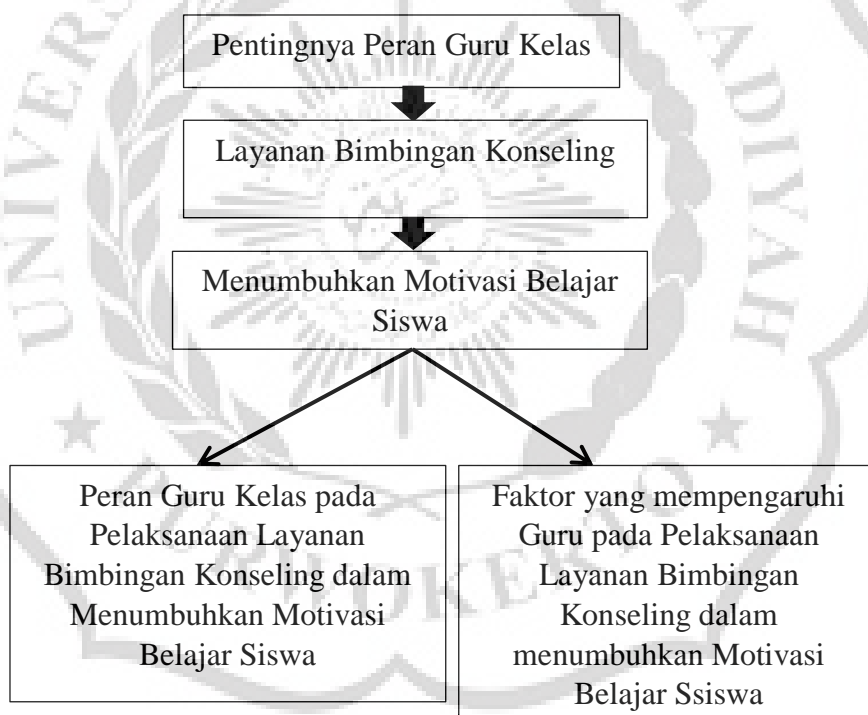 Pentingnya Peran Guru Kelas
Layanan Bimbingan Konseling
Menumbuhkan Motivasi Belajar
Siswa
Peran Guru Kelas pada
Pelaksanaan Layanan
Bimbingan Konseling dalam
Menumbuhkan Motivasi
Belajar Siswa
Faktor yang mempengaruhi
Guru pada Pelaksanaan
Layanan Bimbingan
Konseling dalam
menumbuhkan Motivasi
Belajar Ssiswa
PURWOKERTO